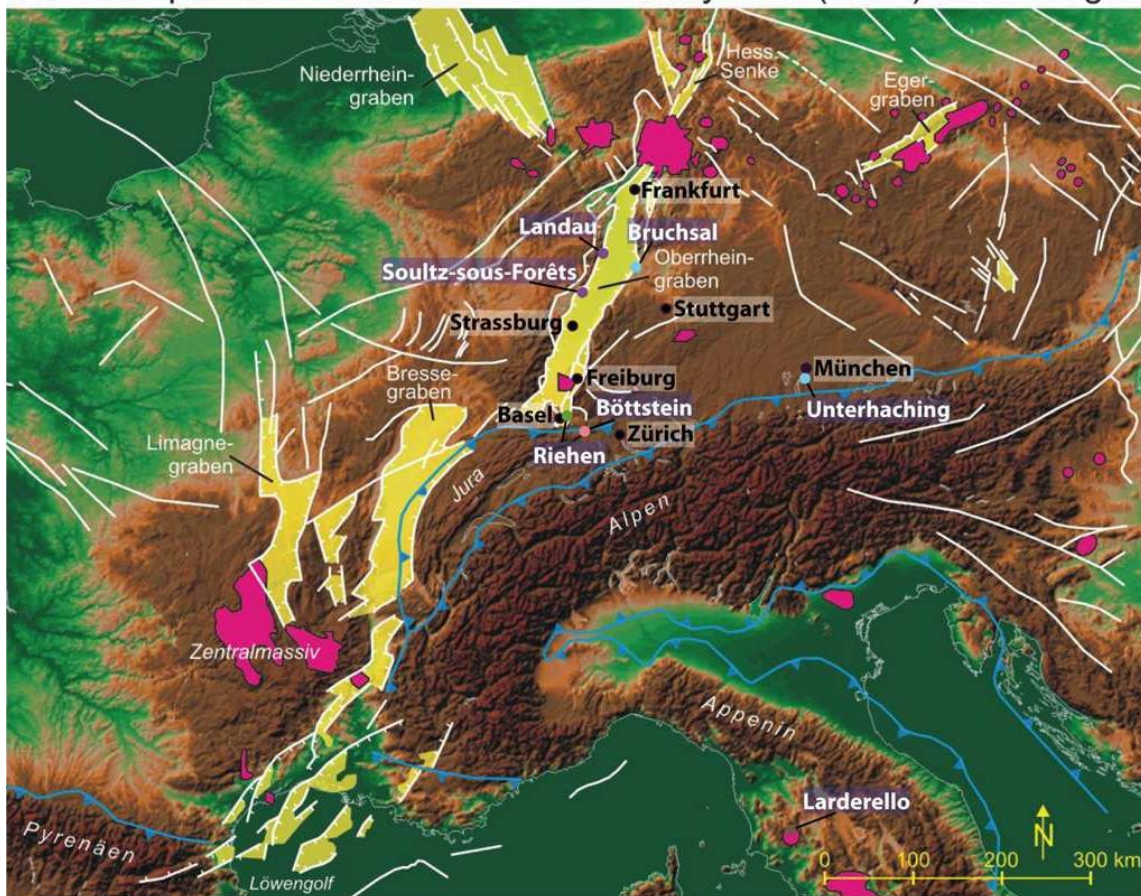 Niederrhein-
graben
Hess.
Senke
Eger-
graben
Frankfurt
Landau
Bruchsal
Soultz-sous-Forêts
Oberrhein-
graben
Stuttgart
Strassburg
Bresse-
graben
Freiburg
München
Basel
Böttstein
Unterhaching
Limagne-
graben
Zürich
Riehen
Jura
Alpen
Zentralmassiv
Appenin
Larderello
Pyrenäen
N
0 100 200 300 km
Löwengolf